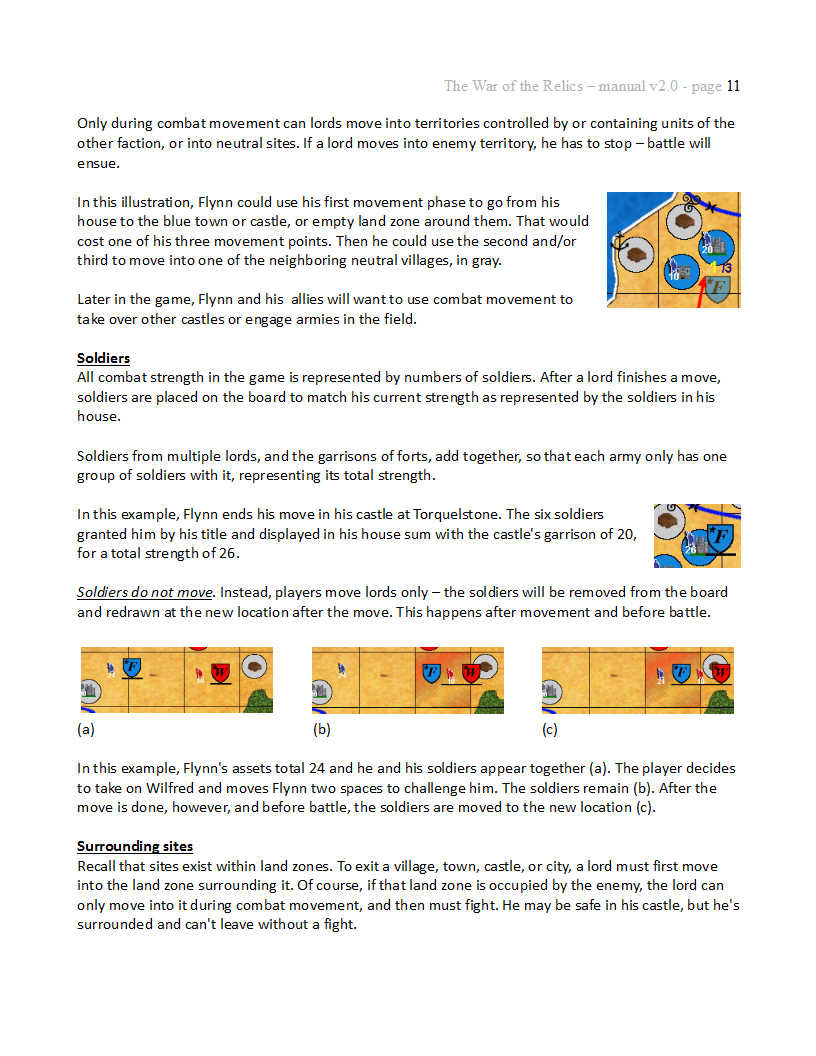 The War of the Relics – manual v2.0 - page 11
Only during combat movement can lords move into territories controlled by or containing units of the
other faction, or into neutral sites. If a lord moves into enemy territory, he has to stop – battle will
ensue.
In this illustration, Flynn could use his first movement phase to go from his
house to the blue town or castle, or empty land zone around them. That would
cost one of his three movement points. Then he could use the second and/or
third to move into one of the neighboring neutral villages, in gray.
20
10
13
F
Later in the game, Flynn and his  allies will want to use combat movement to
take over other castles or engage armies in the field.
Soldiers
All combat strength in the game is represented by numbers of soldiers. After a lord finishes a move,
soldiers are placed on the board to match his current strength as represented by the soldiers in his
house.
Soldiers from multiple lords, and the garrisons of forts, add together, so that each army only has one
group of soldiers with it, representing its total strength.
In this example, Flynn ends his move in his castle at Torquelstone. The six soldiers
granted him by his title and displayed in his house sum with the castle's garrison of 20,
for a total strength of 26.
F
26
Soldiers do not move. Instead, players move lords only – the soldiers will be removed from the board
and redrawn at the new location after the move. This happens after movement and before battle.
24 F 16 W
24 F 16 W
24 F 16 W
(a) (b) (c)
In this example, Flynn's assets total 24 and he and his soldiers appear together (a). The player decides
to take on Wilfred and moves Flynn two spaces to challenge him. The soldiers remain (b). After the
move is done, however, and before battle, the soldiers are moved to the new location (c).
Surrounding sites
Recall that sites exist within land zones. To exit a village, town, castle, or city, a lord must first move
into the land zone surrounding it. Of course, if that land zone is occupied by the enemy, the lord can
only move into it during combat movement, and then must fight. He may be safe in his castle, but he's
surrounded and can't leave without a fight.